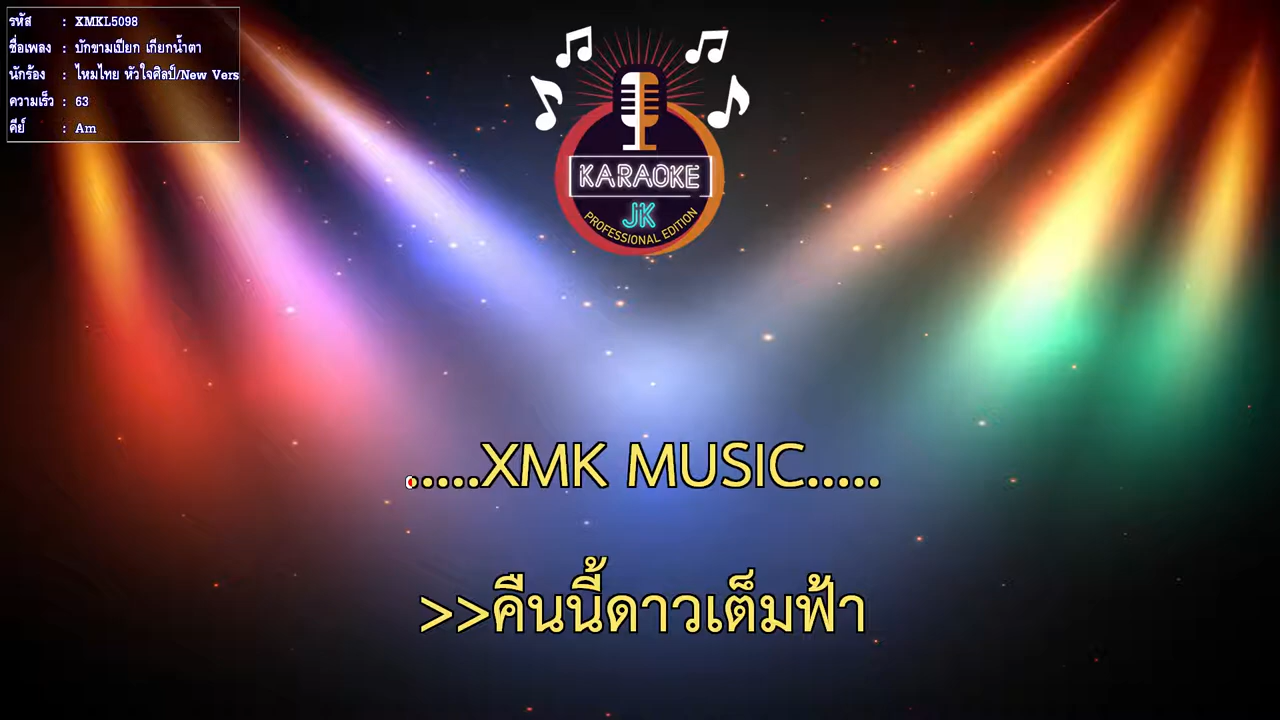 รหัส : XMKL5098
ชื่อเพลง : บักขามเปียก เกียกน้ำตา
นักร้อง : ไหมไทย หัวใจศิลป์/New Vers
ความเร็ว : 63
คีย์ : Am
KARAOKE
JK
PROFESSIONAL EDITION
.....XMK MUSIC.....
>>คืนนี้ดาวเต็มฟ้า